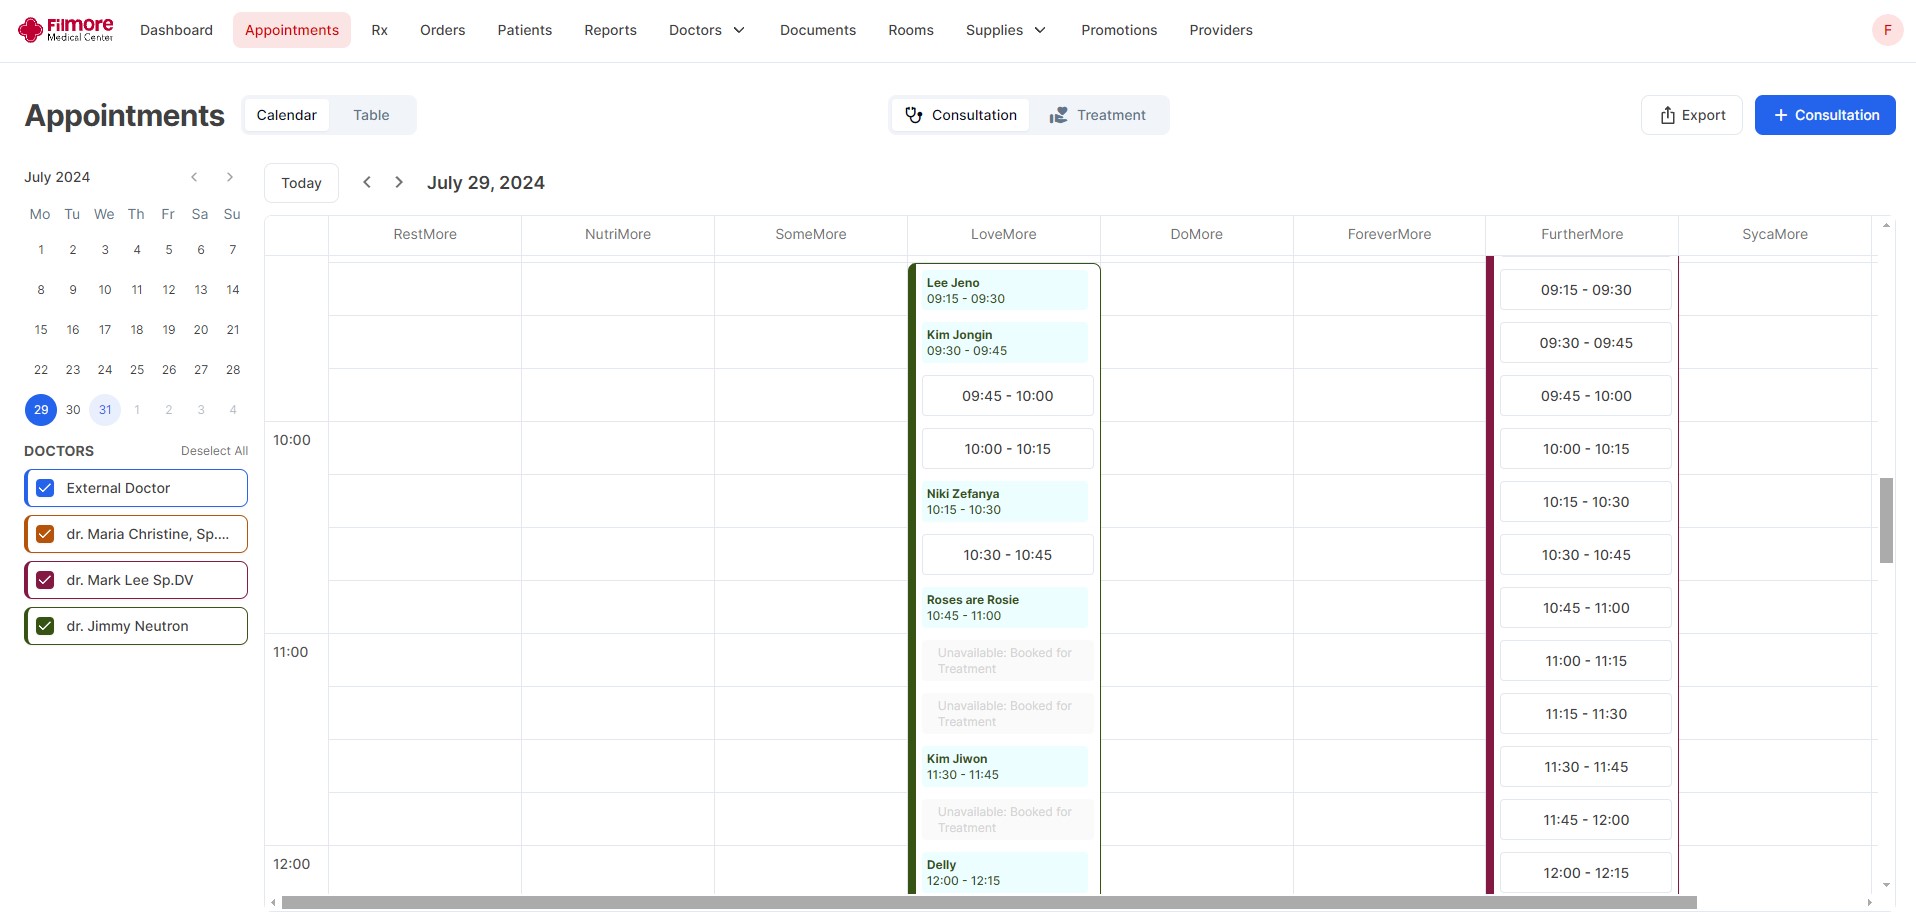 Filmore
Medical Center
Dashboard
Appointments
Rx
Orders
Patients
Reports
Doctors
Documents
Rooms
Supplies
Promotions
Providers
F
Appointments
Calendar
Table
Consultation
Treatment
Export
+ Consultation
July 2024
Mo Tu We Th Fr Sa Su
1 2 3 4 5 6 7
8 9 10 11 12 13 14
15 16 17 18 19 20 21
22 23 24 25 26 27 28
29 30 31 1 2 3 4
DOCTORS
Deselect All
External Doctor
dr. Maria Christine, Sp....
dr. Mark Lee Sp.DV
dr. Jimmy Neutron
Today
July 29, 2024
RestMore
NutriMore
SomeMore
LoveMore
DoMore
ForeverMore
FurtherMore
SycaMore
10:00
11:00
12:00
Lee Jeno
09:15 - 09:30
Kim Jongin
09:30 - 09:45
09:45 - 10:00
10:00 - 10:15
Niki Zefanya
10:15 - 10:30
10:30 - 10:45
Roses are Rosie
10:45 - 11:00
Unavailable: Booked for
Treatment
Unavailable: Booked for
Treatment
Kim Jiwon
11:30 - 11:45
Unavailable: Booked for
Treatment
Delly
12:00 - 12:15
09:15 - 09:30
09:30 - 09:45
09:45 - 10:00
10:00 - 10:15
10:15 - 10:30
10:30 - 10:45
10:45 - 11:00
11:00 - 11:15
11:15 - 11:30
11:30 - 11:45
11:45 - 12:00
12:00 - 12:15